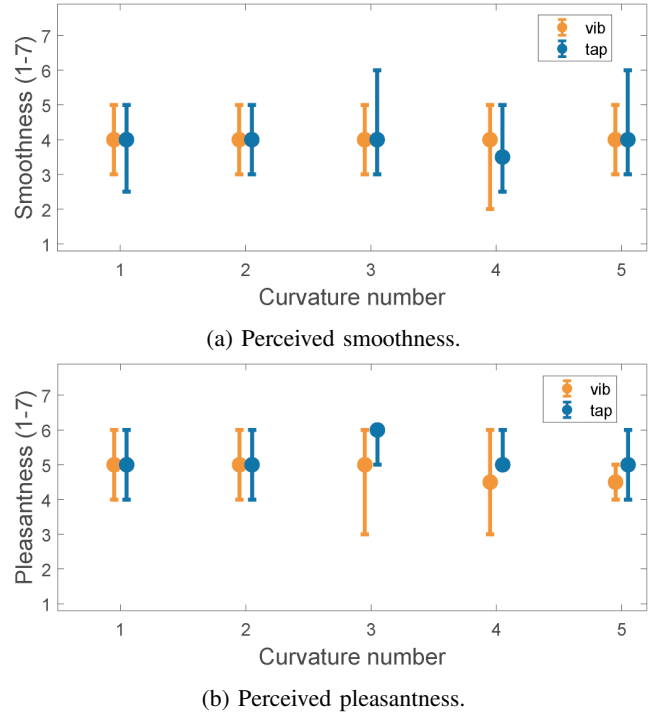 Smoothness (1-7)
7
6
5
4
3
2
1
vib
tap
1 2 3 4 5
Curvature number
(a) Perceived smoothness.
Pleasantness (1-7)
7
6
5
4
3
2
1
vib
tap
1 2 3 4 5
Curvature number
(b) Perceived pleasantness.